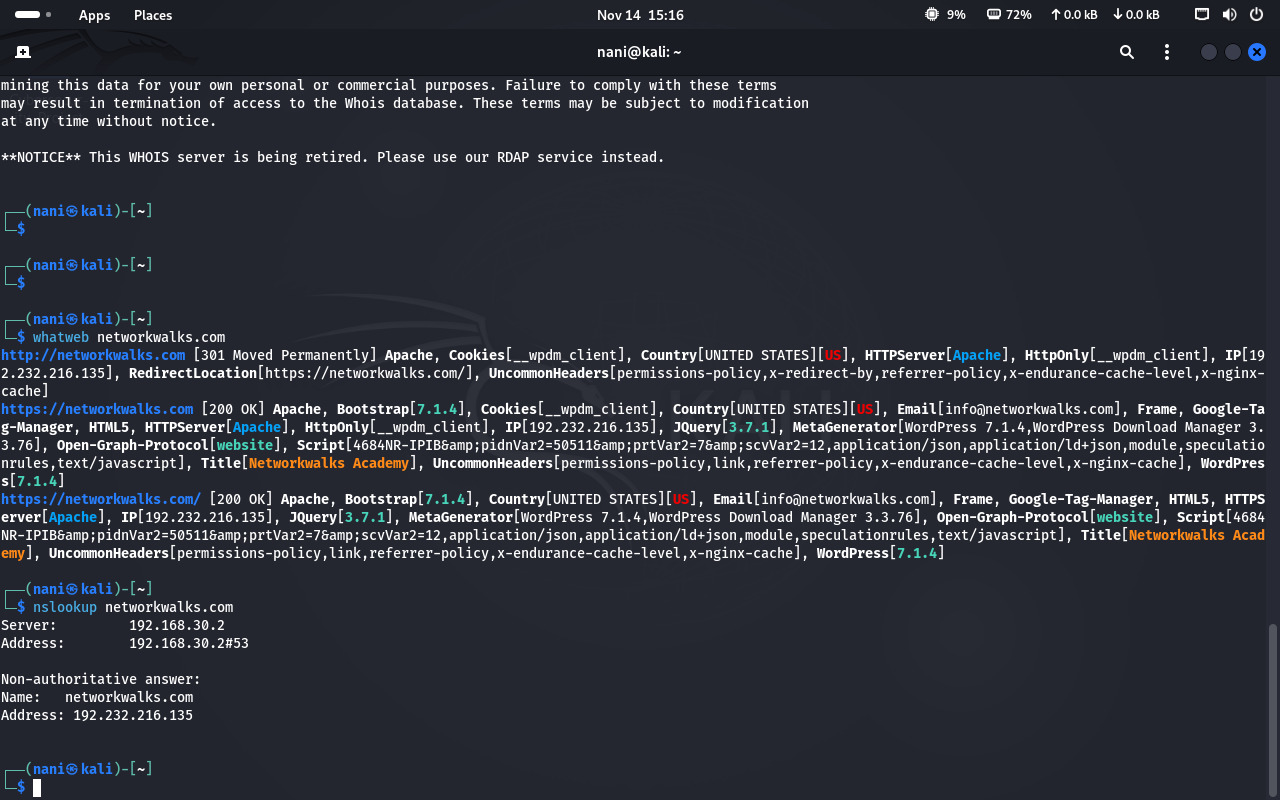 Apps Places Nov 14 15:16 9% 72% 0.0 kB 0.0 kB
nani@kali: ~
mining this data for your own personal or commercial purposes. Failure to comply with these terms
may result in termination of access to the Whois database. These terms may be subject to modification
at any time without notice.
**NOTICE** This WHOIS server is being retired. Please use our RDAP service instead.
┌──(nani㉿kali)-[~]
└─$
┌──(nani㉿kali)-[~]
└─$
┌──(nani㉿kali)-[~]
└─$ whatweb networkwalks.com
http://networkwalks.com [301 Moved Permanently] Apache, Cookies[__wpdm_client], Country[UNITED STATES][US], HTTPServer[Apache], HttpOnly[__wpdm_client], IP[19
2.232.216.135], RedirectLocation[https://networkwalks.com/], UncommonHeaders[permissions-policy,x-redirect-by,referrer-policy,x-endurance-cache-level,x-nginx-
cache]
https://networkwalks.com [200 OK] Apache, Bootstrap[7.1.4], Cookies[__wpdm_client], Country[UNITED STATES][US], Email[info@networkwalks.com], Frame, Google-Ta
g-Manager, HTML5, HTTPServer[Apache], HttpOnly[__wpdm_client], IP[192.232.216.135], JQuery[3.7.1], MetaGenerator[WordPress 7.1.4,WordPress Download Manager 3.
3.76], Open-Graph-Protocol[website], Script[4684NR-IPIB&amp;pidnVar2=50511&amp;prtVar2=7&amp;scvVar2=12,application/json,application/ld+json,module,speculatio
nrules,text/javascript], Title[Networkwalks Academy], UncommonHeaders[permissions-policy,link,referrer-policy,x-endurance-cache-level,x-nginx_cache], WordPres
s[7.1.4]
https://networkwalks.com/ [200 OK] Apache, Bootstrap[7.1.4], Country[UNITED STATES][US], Email[info@networkwalks.com], Frame, Google-Tag-Manager, HTML5, HTTPS
erver[Apache], IP[192.232.216.135], JQuery[3.7.1], MetaGenerator[WordPress 7.1.4,WordPress Download Manager 3.3.76], Open-Graph-Protocol[website], Script[4684
NR-IPIB&amp;pidnVar2=50511&amp;prtVar2=7&amp;scvVar2=12,application/json,application/ld+json,module,speculationrules,text/javascript], Title[Networkwalks Acad
emy], UncommonHeaders[permissions-policy,link,referrer-policy,x-endurance-cache-level,x-nginx-cache], WordPress[7.1.4]
┌──(nani㉿kali)-[~]
└─$ nslookup networkwalks.com
Server: 192.168.30.2
Address: 192.168.30.2#53
Non-authoritative answer:
Name: networkwalks.com
Address: 192.232.216.135
┌──(nani㉿kali)-[~]
└─$